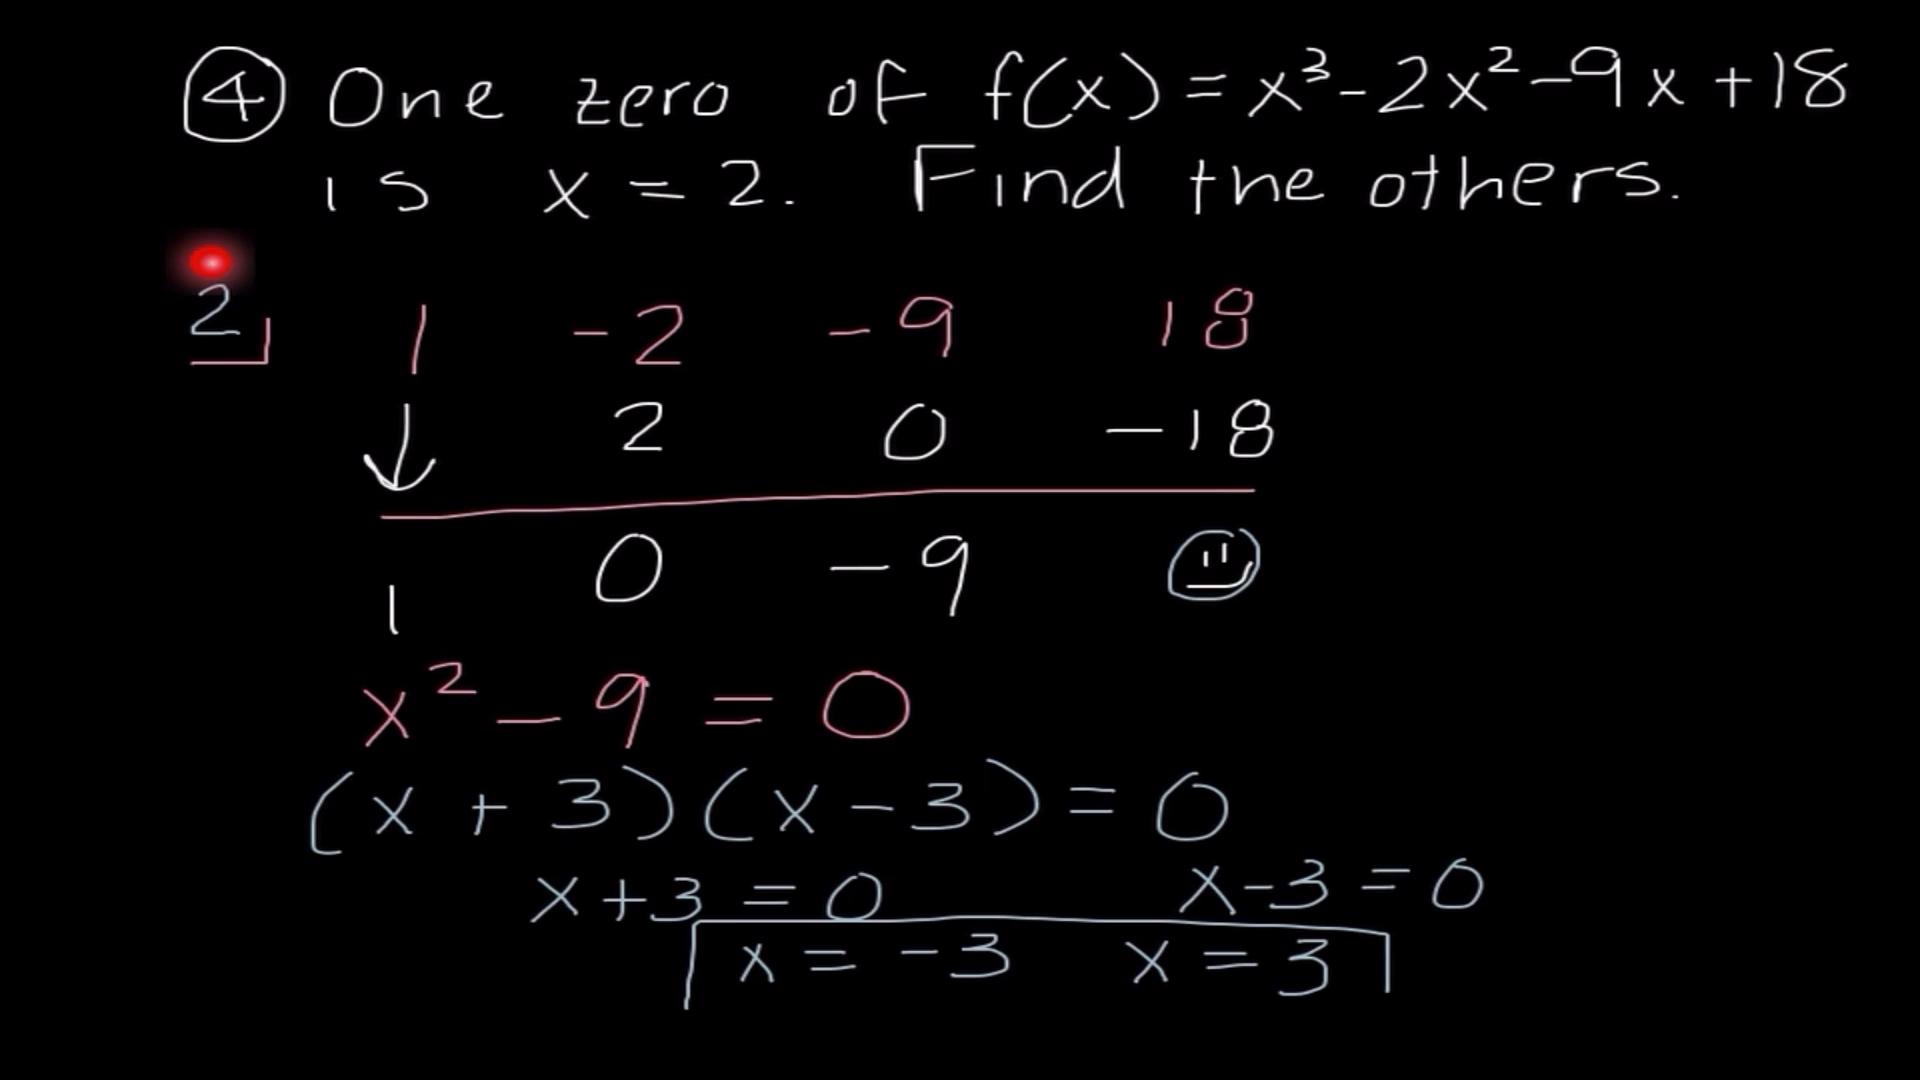 4 One zero of f(x) = x³ - 2x² - 9x + 18
is x = 2. Find the others.
2 1 -2 -9 18
2 0 -18
1 0 -9
x² - 9 = 0
(x + 3)(x - 3) = 0
x + 3 = 0 x - 3 = 0
x = -3 x = 3